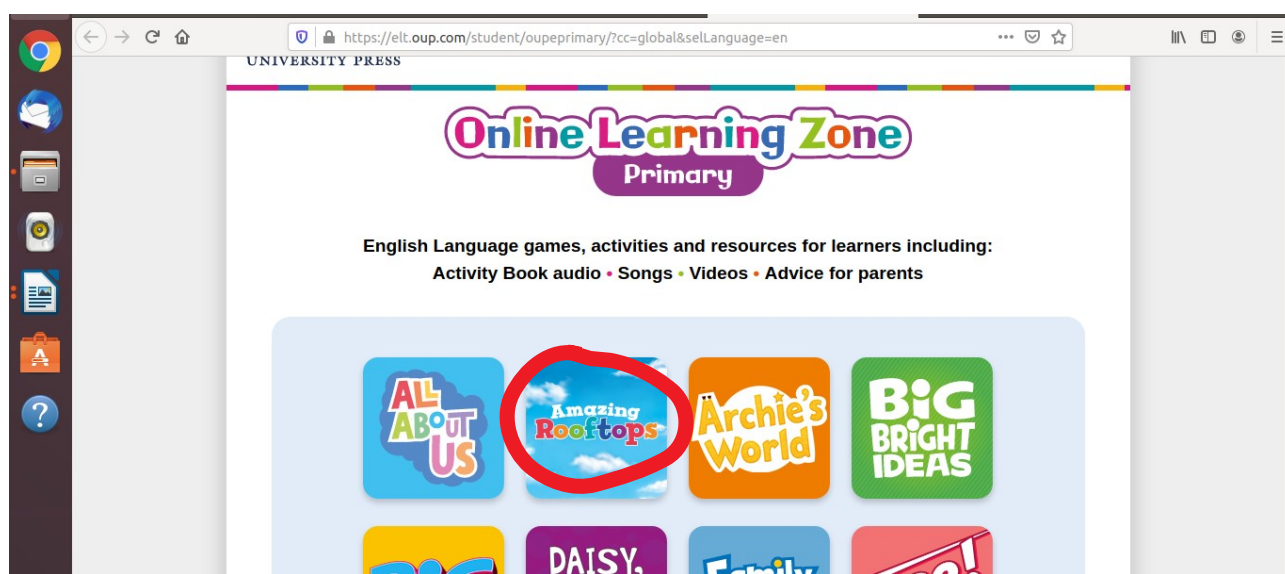 https://elt.oup.com/student/oupeprimary/?cc=global&selLanguage=en
UNIVERSITY PRESS
Online Learning Zone
Primary
English Language games, activities and resources for learners including:
Activity Book audio • Songs • Videos • Advice for parents
ALL
ABOUT
US
Amazing
Rooftops
Archie's
World
BiG
BRiGHT
iDEAS
BiG
DAISY,
Family